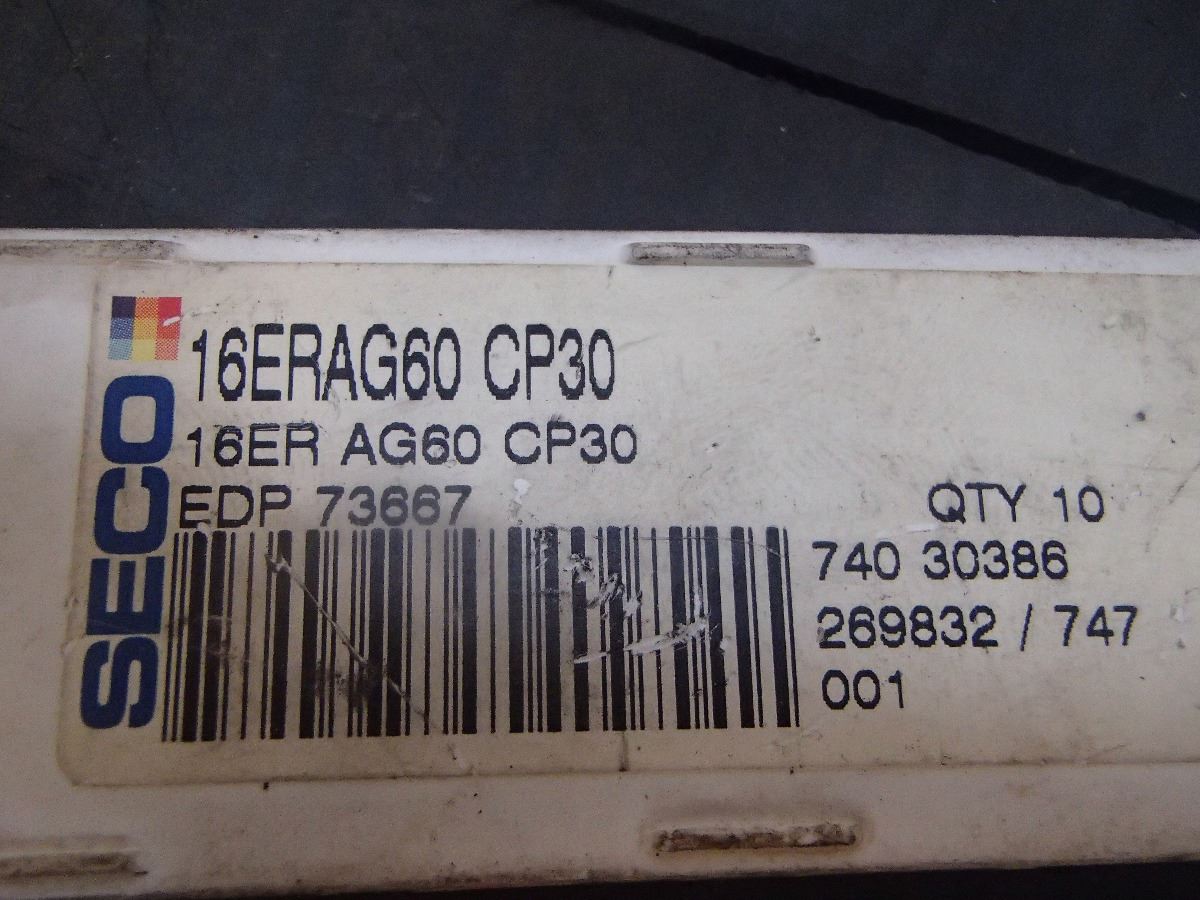 SECO
16ERAG60 CP30
16ER AG60 CP30
EDP 73667
QTY 10
740 30386
269832 / 747
001